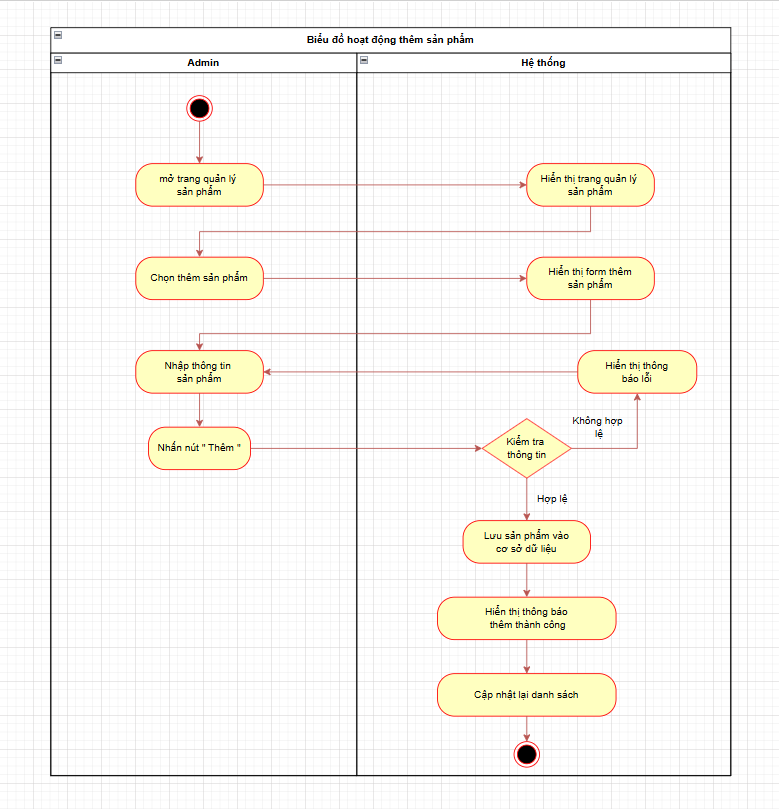 Biểu đồ hoạt động thêm sản phẩm
Admin
Hệ thống
mở trang quản lý
sản phẩm
Hiển thị trang quản lý
sản phẩm
Chọn thêm sản phẩm
Hiển thị form thêm
sản phẩm
Nhập thông tin
sản phẩm
Hiển thị thông
báo lỗi
Không hợp
lệ
Nhấn nút " Thêm "
Kiểm tra
thông tin
Hợp lệ
Lưu sản phẩm vào
cơ sở dữ liệu
Hiển thị thông báo
thêm thành công
Cập nhật lại danh sách